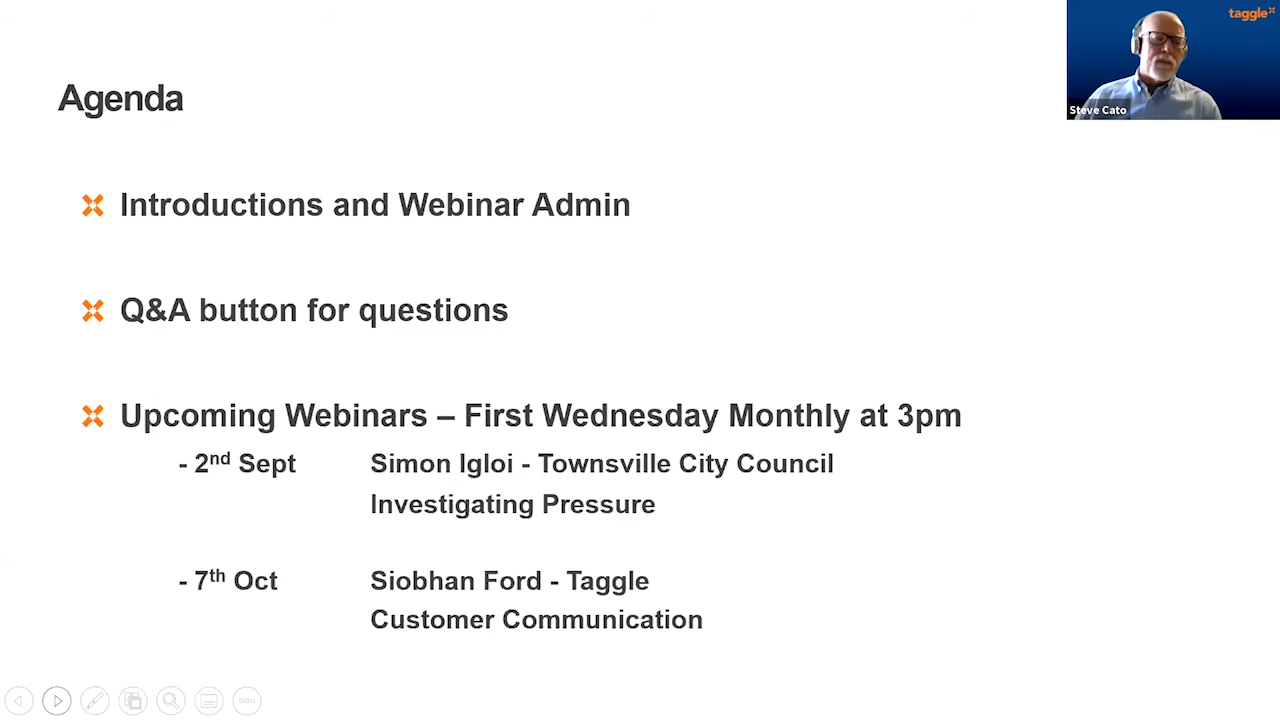 taggle
Steve Cato
Agenda
Introductions and Webinar Admin
Q&A button for questions
Upcoming Webinars – First Wednesday Monthly at 3pm
- 2nd Sept Simon Igloi - Townsville City Council
Investigating Pressure
- 7th Oct Siobhan Ford - Taggle
Customer Communication